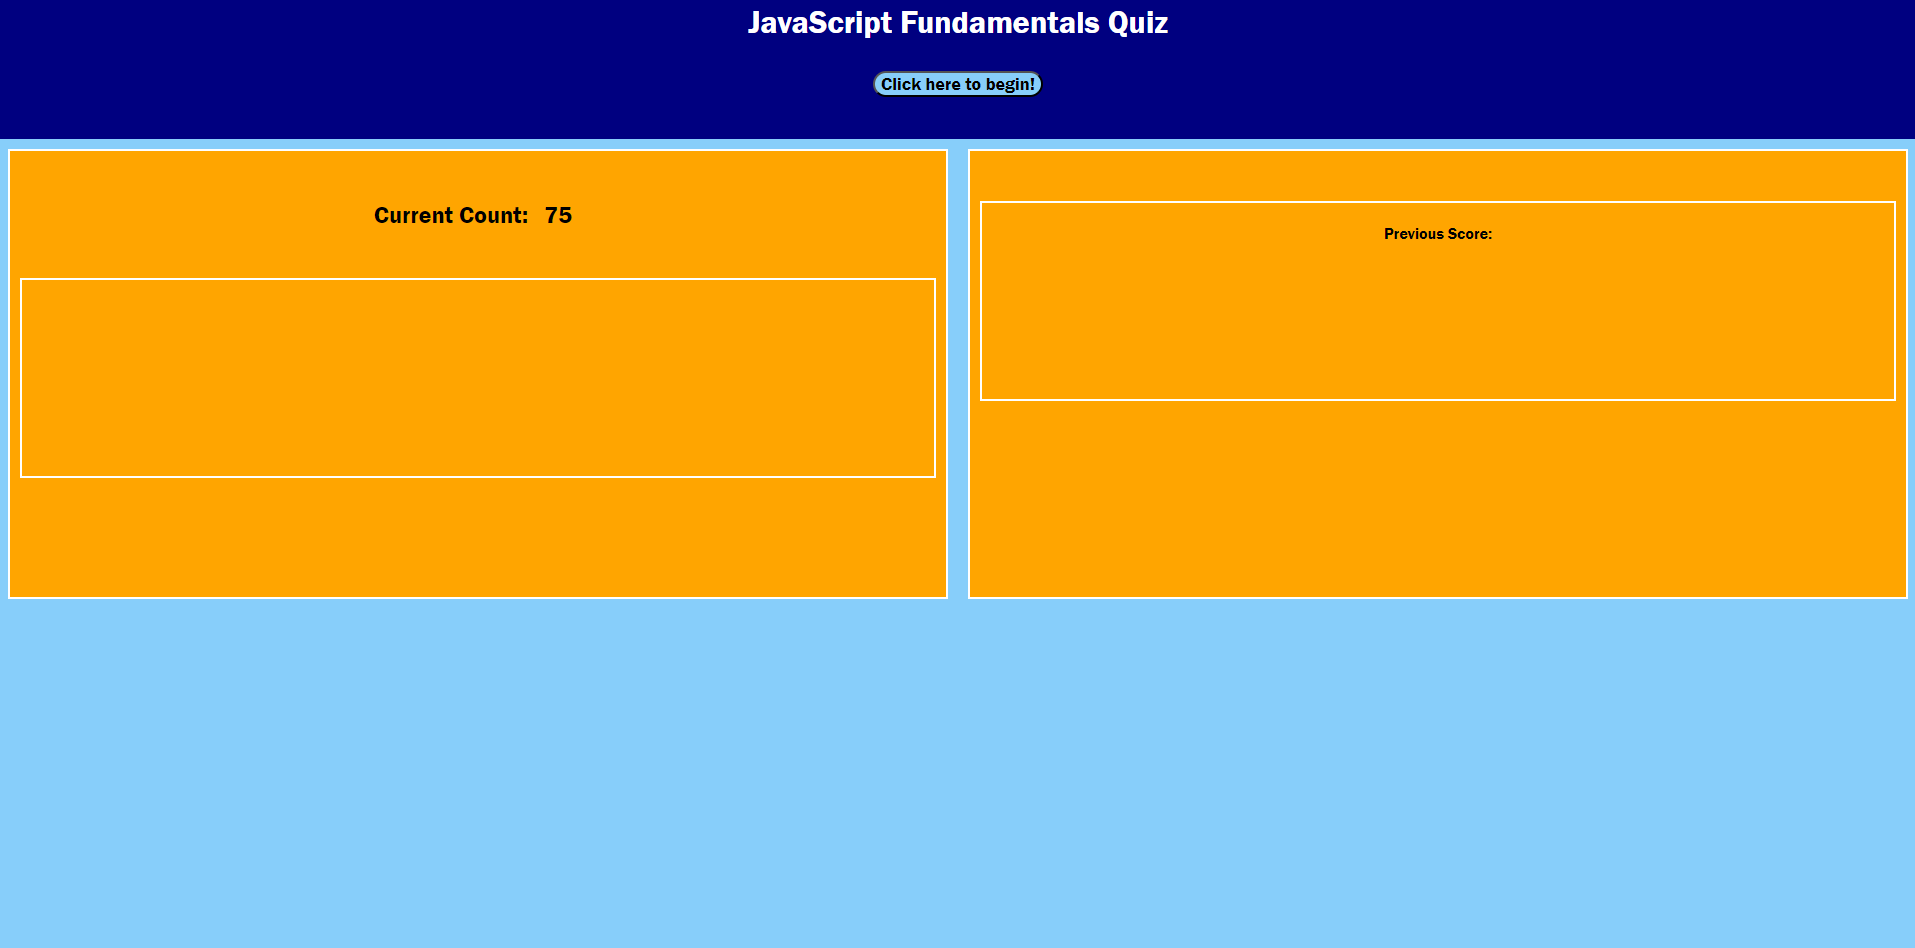 JavaScript Fundamentals Quiz
Click here to begin!
Current Count: 75
Previous Score: